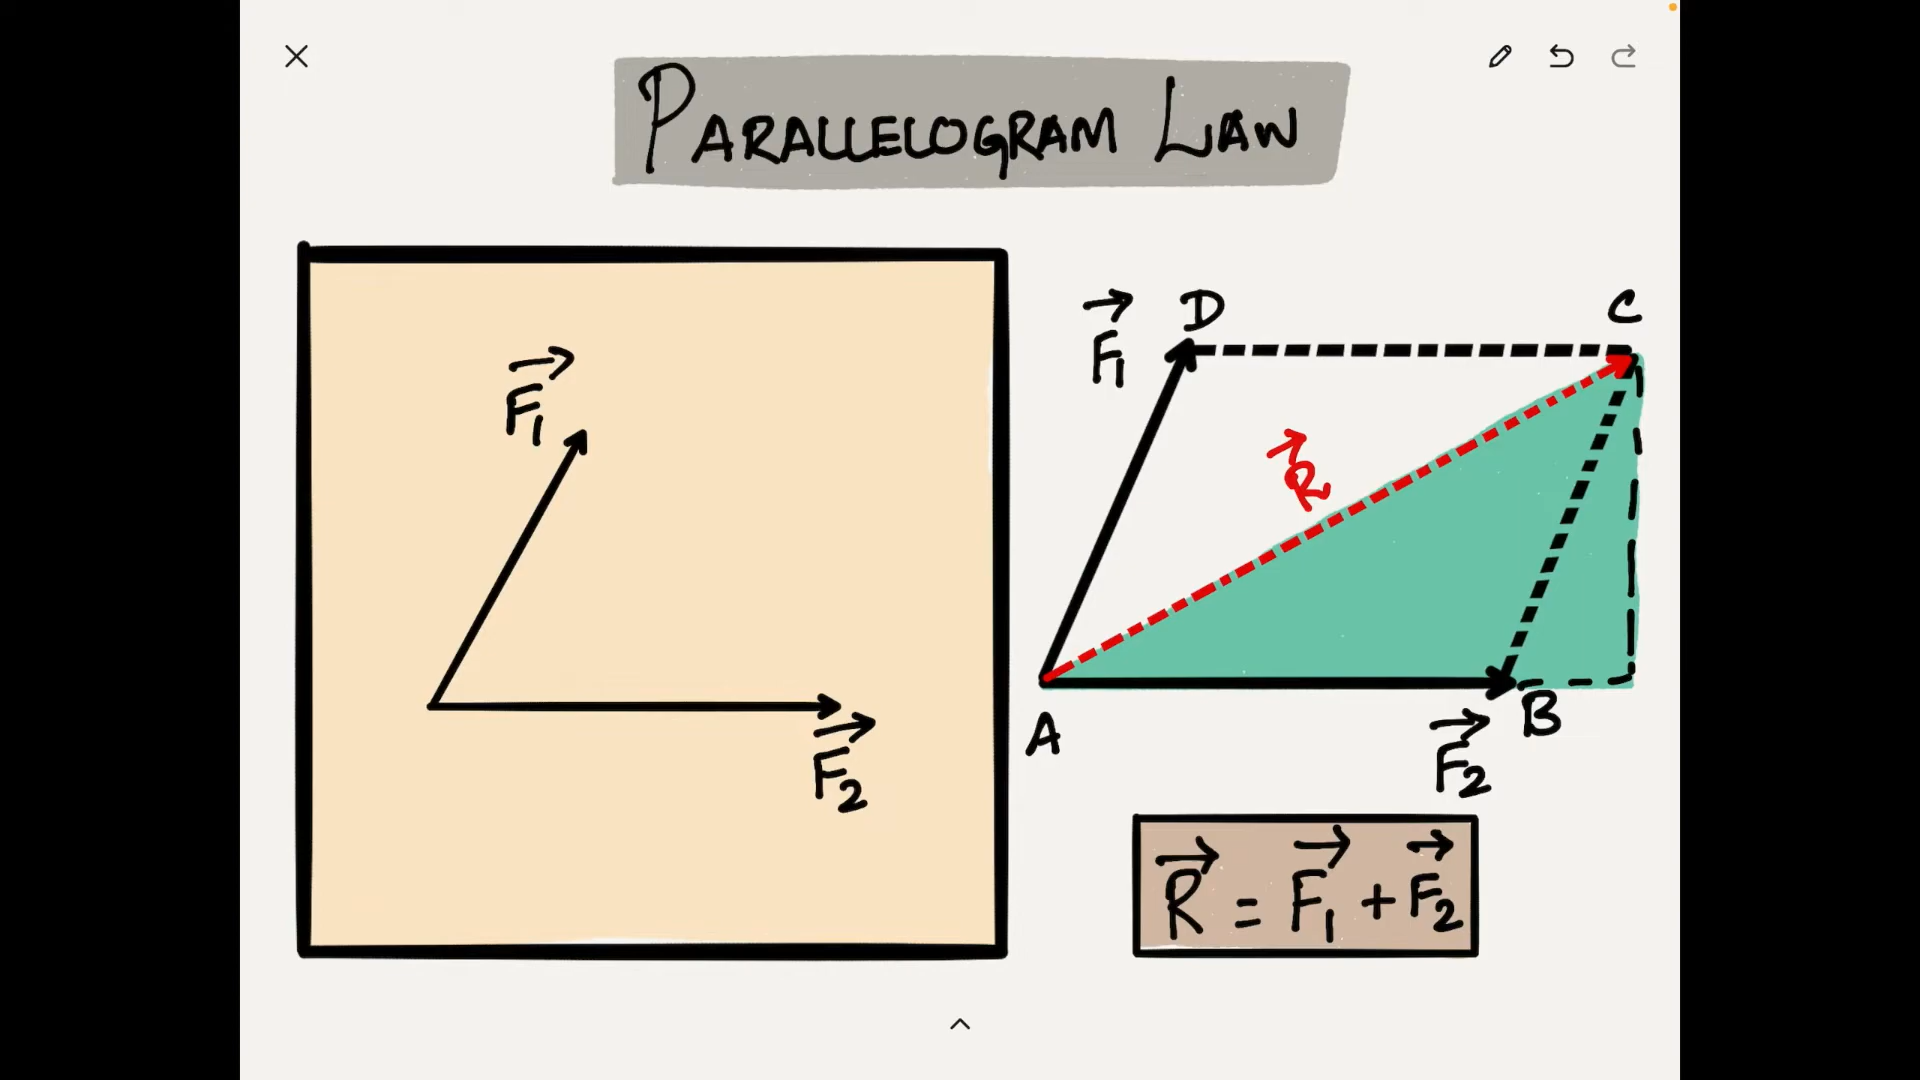 PARALLELOGRAM LAW
F₁
F₂
F₁ D C
R
A B
F₂
R = F₁ + F₂